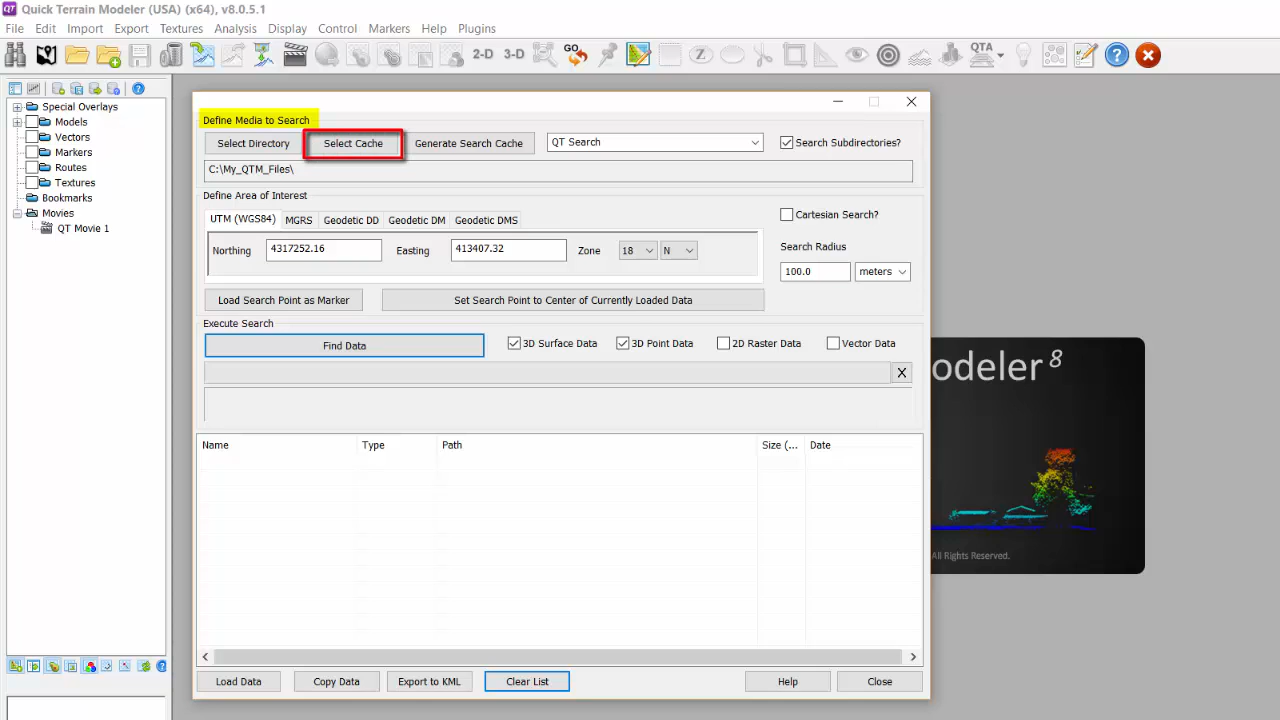 QT Quick Terrain Modeler (USA) (x64), v8.0.5.1
File Edit Import Export Textures Analysis Display Control Markers Help Plugins
2-D 3-D GO Z QTA ?
Special Overlays
Models
Vectors
Markers
Routes
Textures
Bookmarks
Movies
QT Movie 1
Define Media to Search
Select Directory Select Cache Generate Search Cache QT Search Search Subdirectories?
C:\My_QTM_Files\
Define Area of Interest
UTM (WGS84) MGRS Geodetic DD Geodetic DM Geodetic DMS Cartesian Search?
Northing 4317252.16 Easting 413407.32 Zone 18 N Search Radius
100.0 meters
Load Search Point as Marker Set Search Point to Center of Currently Loaded Data
Execute Search
Find Data 3D Surface Data 3D Point Data 2D Raster Data Vector Data
X
odeler 8
Name Type Path Size (... Date
All Rights Reserved.
Load Data Copy Data Export to KML Clear List Help Close